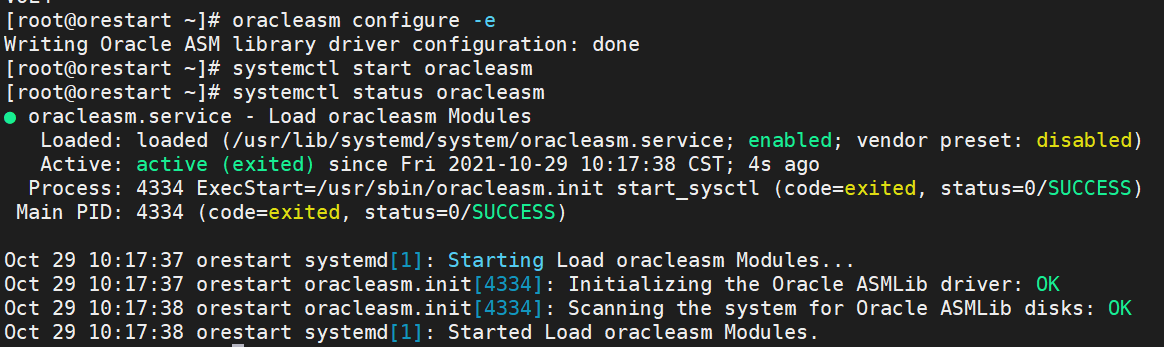 [root@orestart ~]# oracleasm configure -e
Writing Oracle ASM library driver configuration: done
[root@orestart ~]# systemctl start oracleasm
[root@orestart ~]# systemctl status oracleasm
● oracleasm.service - Load oracleasm Modules
   Loaded: loaded (/usr/lib/systemd/system/oracleasm.service; enabled; vendor preset: disabled)
   Active: active (exited) since Fri 2021-10-29 10:17:38 CST; 4s ago
  Process: 4334 ExecStart=/usr/sbin/oracleasm.init start_sysctl (code=exited, status=0/SUCCESS)
 Main PID: 4334 (code=exited, status=0/SUCCESS)

Oct 29 10:17:37 orestart systemd[1]: Starting Load oracleasm Modules...
Oct 29 10:17:37 orestart oracleasm.init[4334]: Initializing the Oracle ASMLib driver: OK
Oct 29 10:17:38 orestart oracleasm.init[4334]: Scanning the system for Oracle ASMLib disks: OK
Oct 29 10:17:38 orestart systemd[1]: Started Load oracleasm Modules.